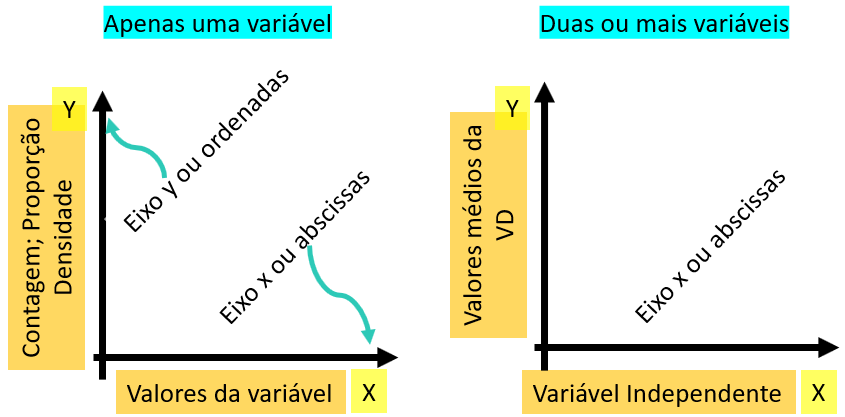 Apenas uma variável
Y
Contagem; Proporção
Densidade
Eixo y ou ordenadas
Eixo x ou abscissas
Valores da variável
X
Duas ou mais variáveis
Y
Valores médios da
VD
Eixo x ou abscissas
Variável Independente
X